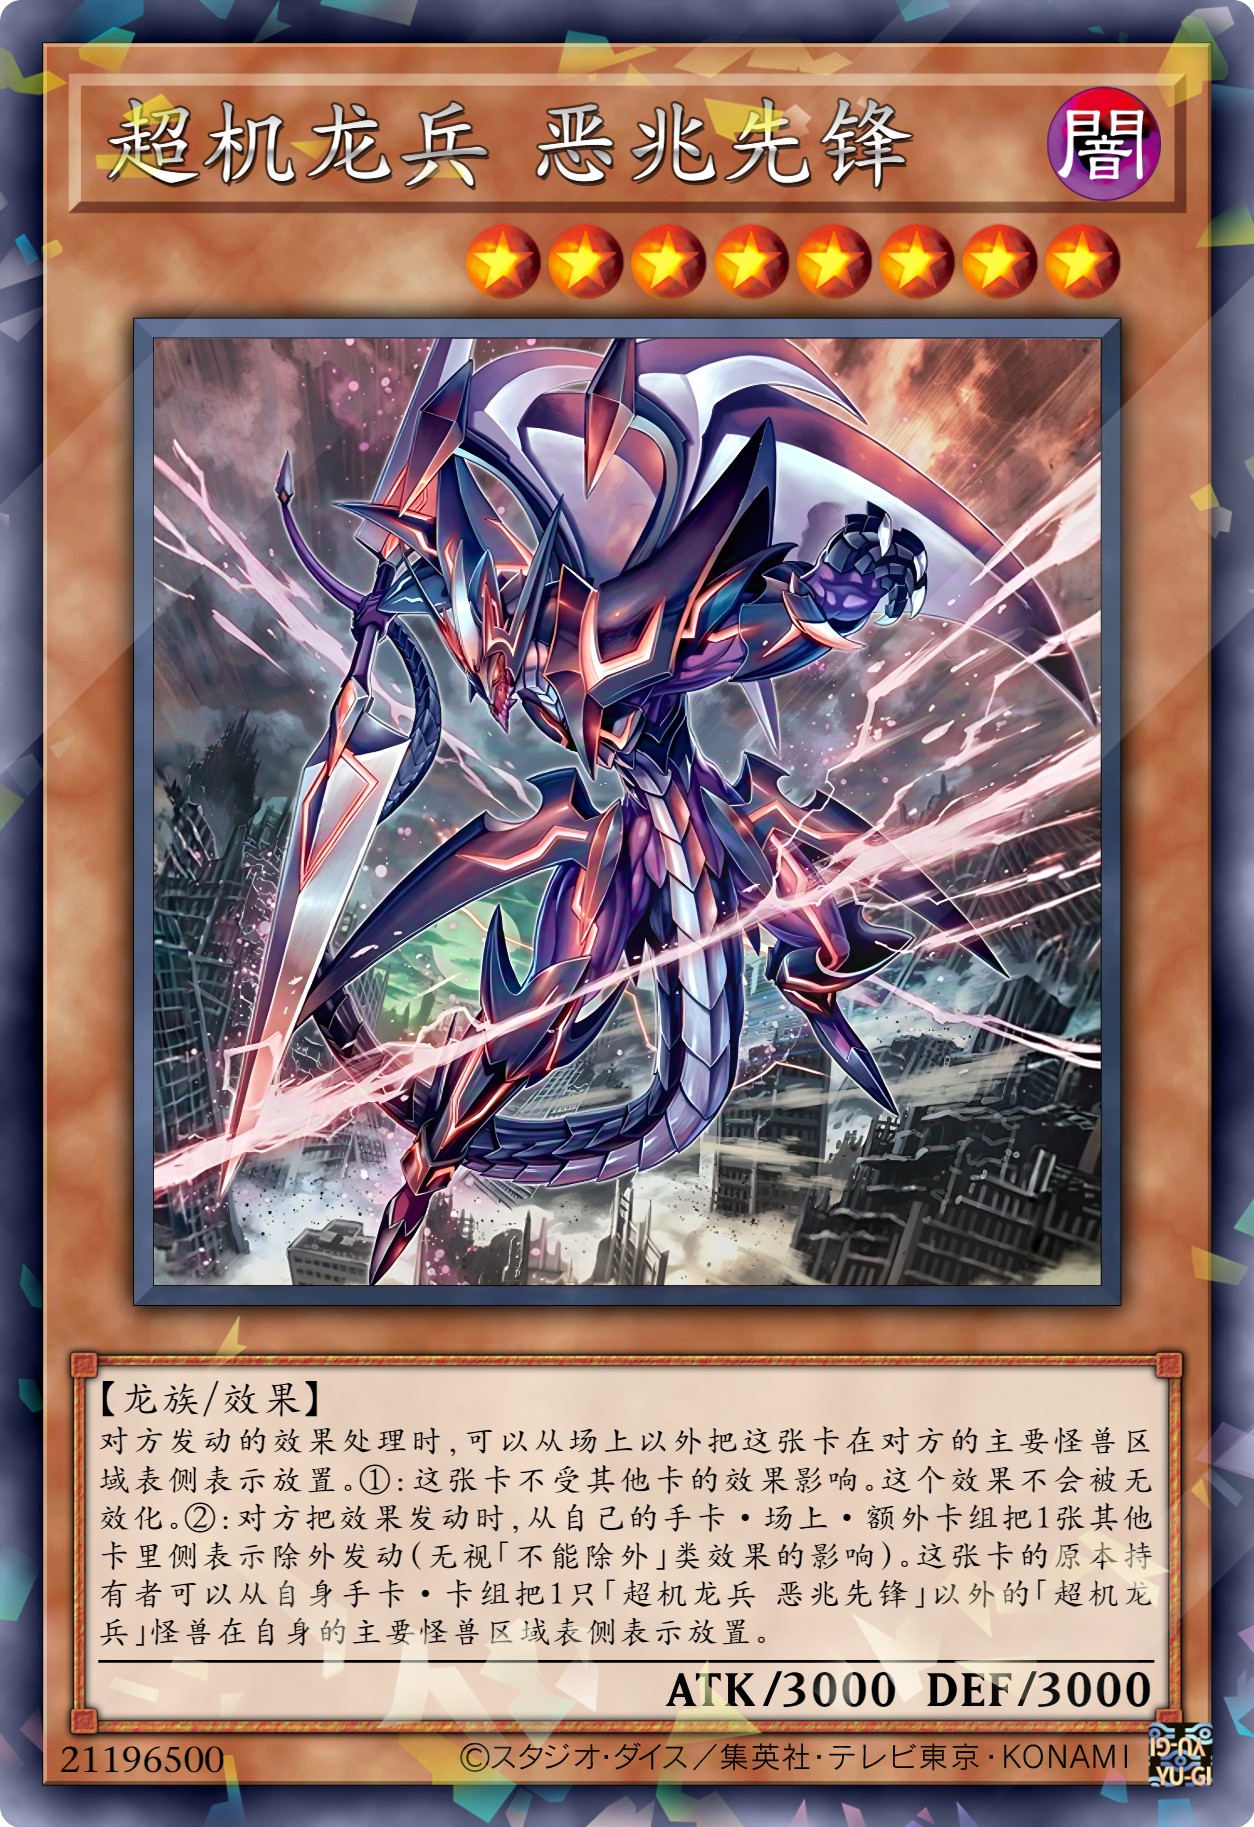 超机龙兵 恶兆先锋
闇
【龙族/效果】
对方发动的效果处理时,可以从场上以外把这张卡在对方的主要怪兽区
域表侧表示放置。①:这张卡不受其他卡的效果影响。这个效果不会被无
效化。②:对方把效果发动时,从自己的手卡·场上·额外卡组把1张其他
卡里侧表示除外发动(无视「不能除外」类效果的影响)。这张卡的原本持
有者可以从自身手卡·卡组把1只「超机龙兵 恶兆先锋」以外的「超机龙
兵」怪兽在自身的主要怪兽区域表侧表示放置。
ATK/3000 DEF/3000
21196500 ©スタジオ·ダイス／集英社·テレビ東京·KONAMI
YU-GI
YU-GI